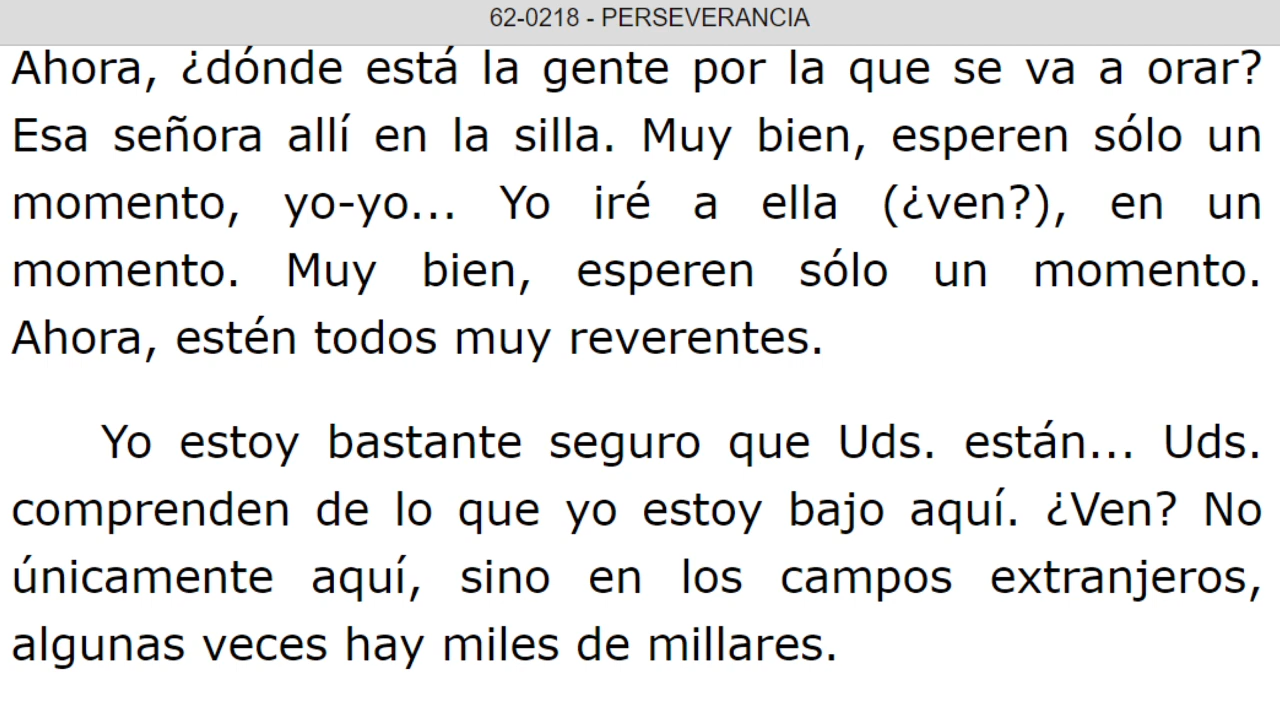 62-0218 - PERSEVERANCIA
Ahora, ¿dónde está la gente por la que se va a orar?
Esa señora allí en la silla. Muy bien, esperen sólo un
momento, yo-yo... Yo iré a ella (¿ven?), en un
momento. Muy bien, esperen sólo un momento.
Ahora, estén todos muy reverentes.
Yo estoy bastante seguro que Uds. están... Uds.
comprenden de lo que yo estoy bajo aquí. ¿Ven? No
únicamente aquí, sino en los campos extranjeros,
algunas veces hay miles de millares.